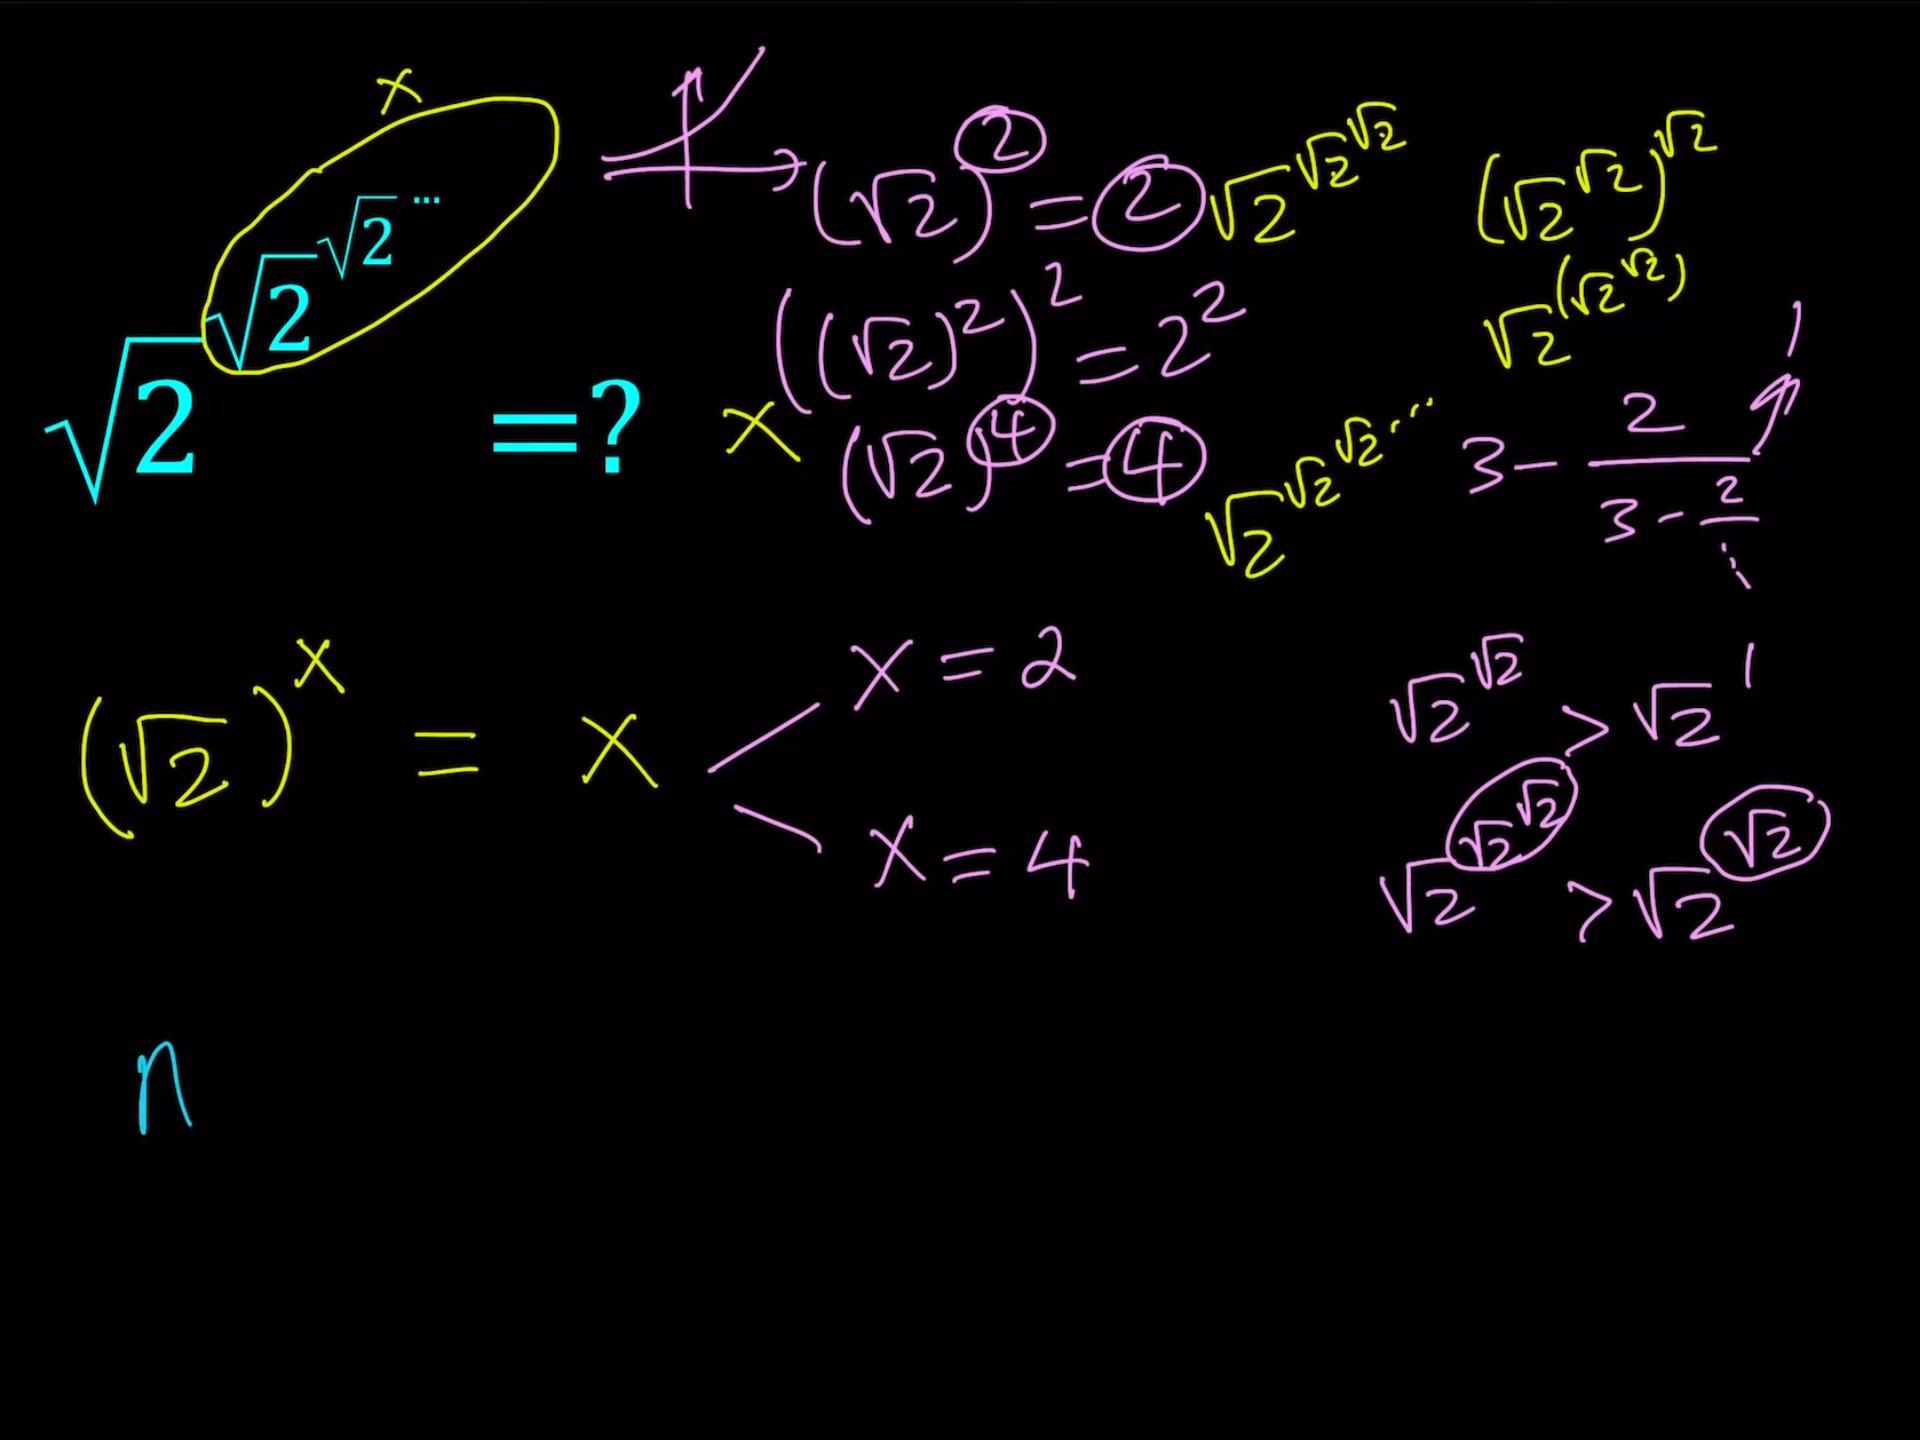 x
√2^√2^√2^... =?
(√2)^2 = 2
((√2)^2)^2 = 2^2
x (√2)^4 = 4
√2^√2^√2
(√2^√2)^√2
√2^(√2^√2)
√2^√2^√2^...
1
3 - 2/(3 - 2/⋱)
(√2)^x = x
x = 2
x = 4
√2^√2 > √2^1
√2^√2^√2 > √2^√2
n